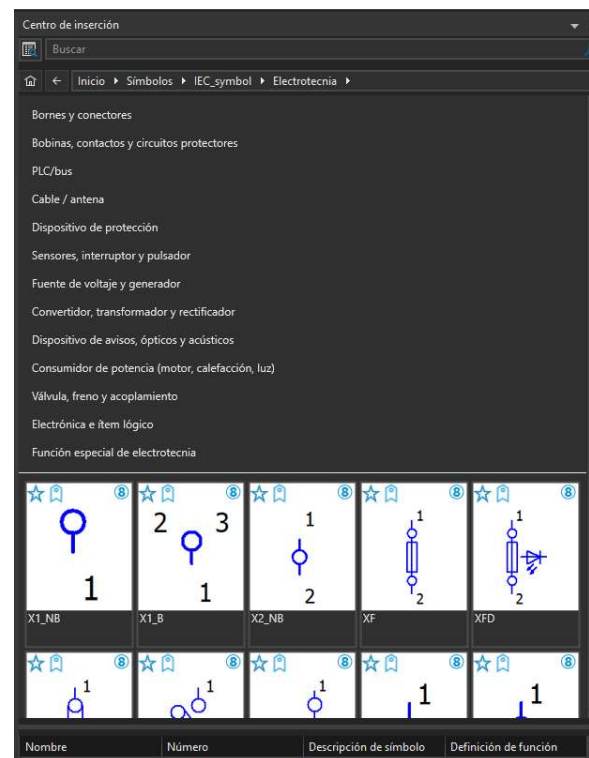 Centro de inserción
Buscar
Inicio Símbolos IEC_symbol Electrotecnia
Bornes y conectores
Bobinas, contactos y circuitos protectores
PLC/bus
Cable / antena
Dispositivo de protección
Sensores, interruptor y pulsador
Fuente de voltaje y generador
Convertidor, transformador y rectificador
Dispositivo de avisos, ópticos y acústicos
Consumidor de potencia (motor, calefacción, luz)
Válvula, freno y acoplamiento
Electrónica e ítem lógico
Función especial de electrotecnia
8 8 8 8 8
2 3 1 1 1
1 1 2 2 2
X1_NB X1_B X2_NB XF XFD
8 8 8 8 8
1 1 1 1 1
Nombre Número Descripción de símbolo Definición de función